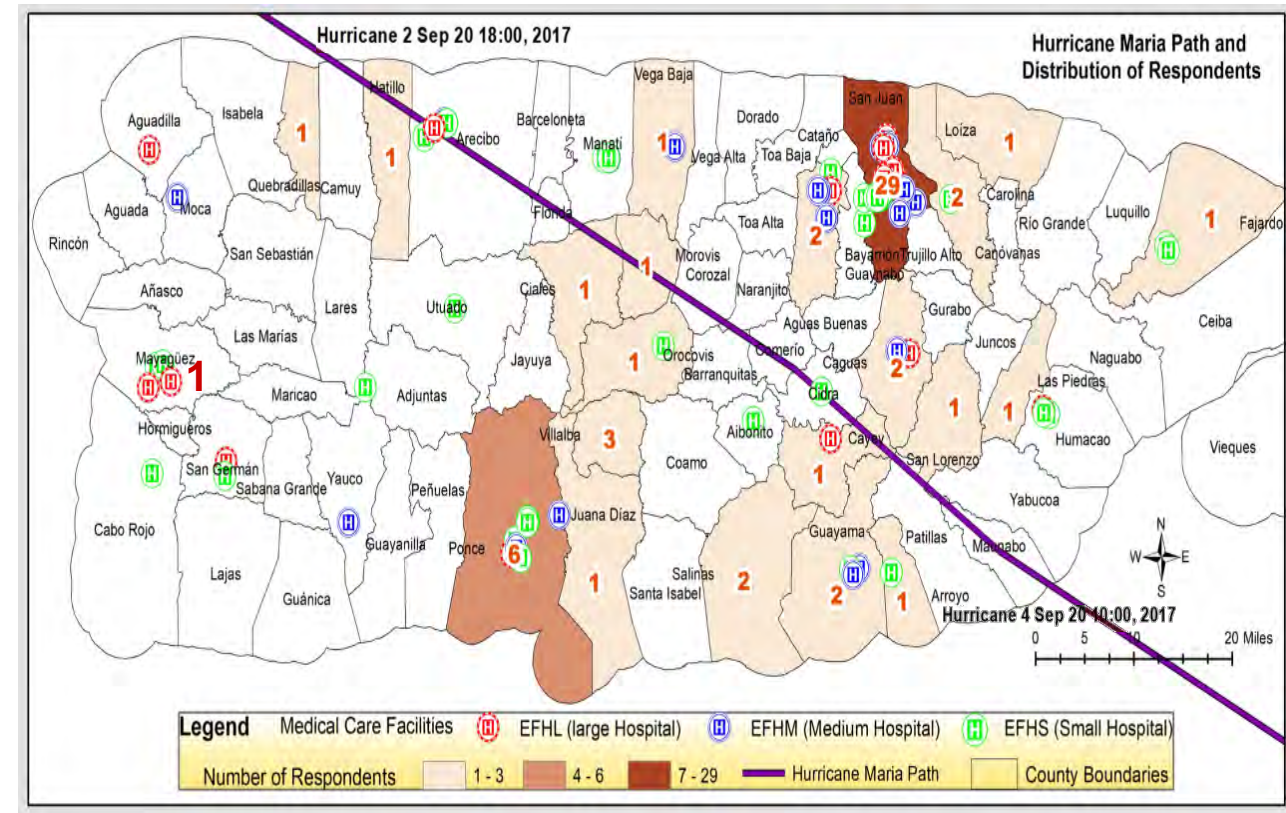 Hurricane 2 Sep 20 18:00, 2017
Hurricane Maria Path and
Distribution of Respondents
Vega Baja
Hatillo
San Juan
Isabela
Aguadilla
Barceloneta
Dorado
Arecibo
Manati
Cataño
Loíza
Toa Baja
Vega Alta
1
1
1
1
Quebradillas
Camuy
29
2
Carolina
Aguada
Moca
Florida
Toa Alta
Río Grande
Luquillo
1
Fajardo
Rincón
2
San Sebastián
Morovis
Bayamón
Trujillo Alto
Canóvanas
Corozal
Guaynabo
1
Añasco
Ciales
1
Naranjito
Lares
Utuado
Gurabo
Ceiba
Las Marías
Aguas Buenas
Juncos
Mayagüez
1
Jayuya
1
Orocovis
Comerío
Caguas
Naguabo
Barranquitas
2
Las Piedras
Maricao
Adjuntas
Cidra
Hormigueros
Villalba
3
Aibonito
Cayey
1
1
Humacao
Vieques
San Germán
Coamo
San Lorenzo
Sabana Grande
Yauco
Peñuelas
1
Yabucoa
Cabo Rojo
Juana Díaz
Guayama
Patillas
Guayanilla
Ponce
6
Maunabo
N
W
E
S
Lajas
1
Salinas
2
Santa Isabel
2
1
Arroyo
Guánica
Hurricane 4 Sep 20 10:00, 2017
0 5 10 20 Miles
Legend Medical Care Facilities H EFHL (large Hospital) H EFHM (Medium Hospital) H EFHS (Small Hospital)
Number of Respondents 1 - 3 4 - 6 7 - 29 Hurricane Maria Path County Boundaries